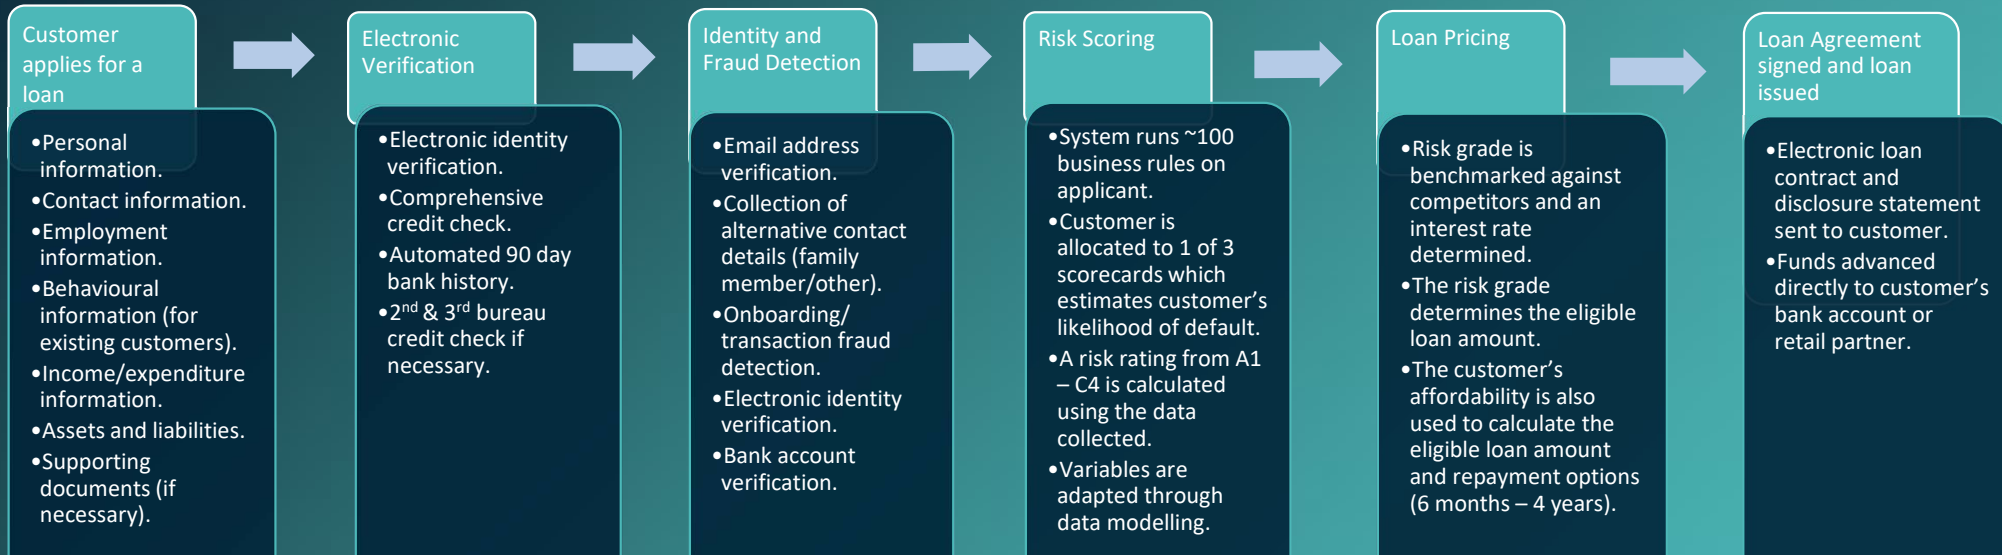 Customer
applies for a
loan
•Personal
information.
•Contact information.
•Employment
information.
•Behavioural
information (for
existing customers).
•Income/expenditure
information.
•Assets and liabilities.
•Supporting
documents (if
necessary).
Electronic
Verification
•Electronic identity
verification.
•Comprehensive
credit check.
•Automated 90 day
bank history.
•2nd & 3rd bureau
credit check if
necessary.
Identity and
Fraud Detection
•Email address
verification.
•Collection of
alternative contact
details (family
member/other).
•Onboarding/
transaction fraud
detection.
•Electronic identity
verification.
•Bank account
verification.
Risk Scoring
•System runs ~100
business rules on
applicant.
•Customer is
allocated to 1 of 3
scorecards which
estimates customer’s
likelihood of default.
•A risk rating from A1
– C4 is calculated
using the data
collected.
•Variables are
adapted through
data modelling.
Loan Pricing
•Risk grade is
benchmarked against
competitors and an
interest rate
determined.
•The risk grade
determines the eligible
loan amount.
•The customer’s
affordability is also
used to calculate the
eligible loan amount
and repayment options
(6 months – 4 years).
Loan Agreement
signed and loan
issued
•Electronic loan
contract and
disclosure statement
sent to customer.
•Funds advanced
directly to customer’s
bank account or
retail partner.